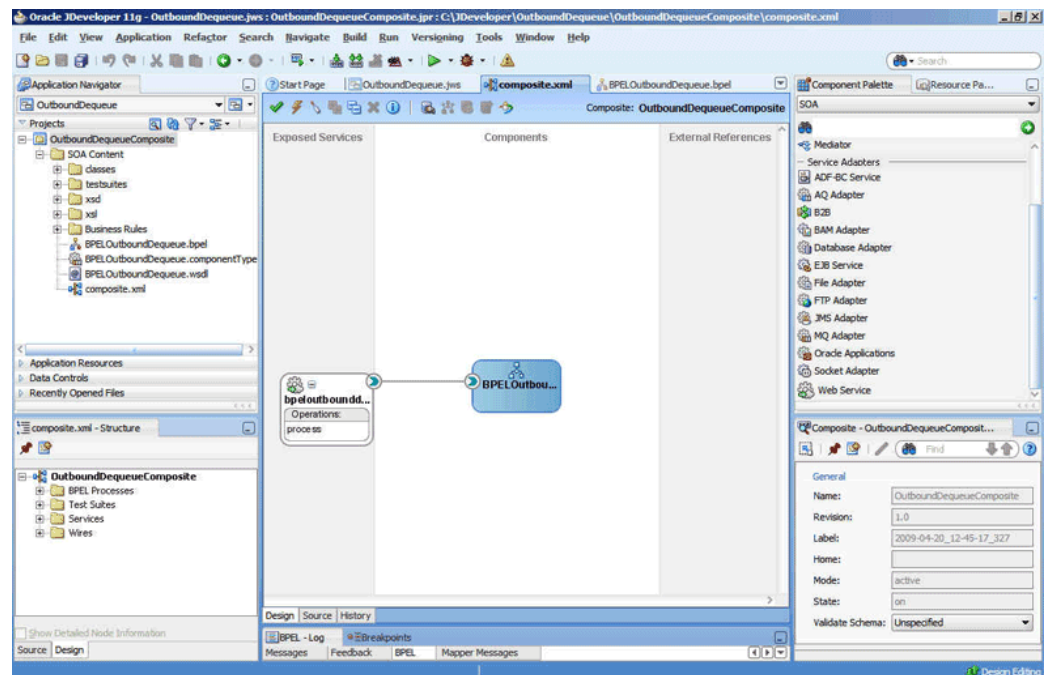 Oracle JDeveloper 11g - OutboundDequeue.jws : OutboundDequeueComposite.jpr : C:\JDeveloper\OutboundDequeue\OutboundDequeueComposite\composite.xml
File Edit View Application Refactor Search Navigate Build Run Versioning Tools Window Help
Search
Application Navigator
OutboundDequeue
Projects
OutboundDequeueComposite
SOA Content
classes
testsuites
xsd
xsl
Business Rules
BPELOutboundDequeue.bpel
BPELOutboundDequeue.componentType
BPELOutboundDequeue.wsdl
composite.xml
Application Resources
Data Controls
Recently Opened Files
composite.xml - Structure
OutboundDequeueComposite
BPEL Processes
Test Suites
Services
Wires
Show Detailed Node Information
Source Design
Start Page OutboundDequeue.jws composite.xml BPELOutboundDequeue.bpel
Composite: OutboundDequeueComposite
Exposed Services Components External References
bpeloutboundd...
Operations:
process
BPELOutbou...
Design Source History
BPEL - Log Breakpoints
Messages Feedback BPEL Mapper Messages
Component Palette Resource Pa...
SOA
Mediator
Service Adapters
ADF-BC Service
AQ Adapter
B2B
BAM Adapter
Database Adapter
EJB Service
File Adapter
FTP Adapter
JMS Adapter
MQ Adapter
Oracle Applications
Socket Adapter
Web Service
Composite - OutboundDequeueComposit...
Find
General
Name: OutboundDequeueComposite
Revision: 1.0
Label: 2009-04-20_12-45-17_327
Home:
Mode: active
State: on
Validate Schema: Unspecified
Design Editing